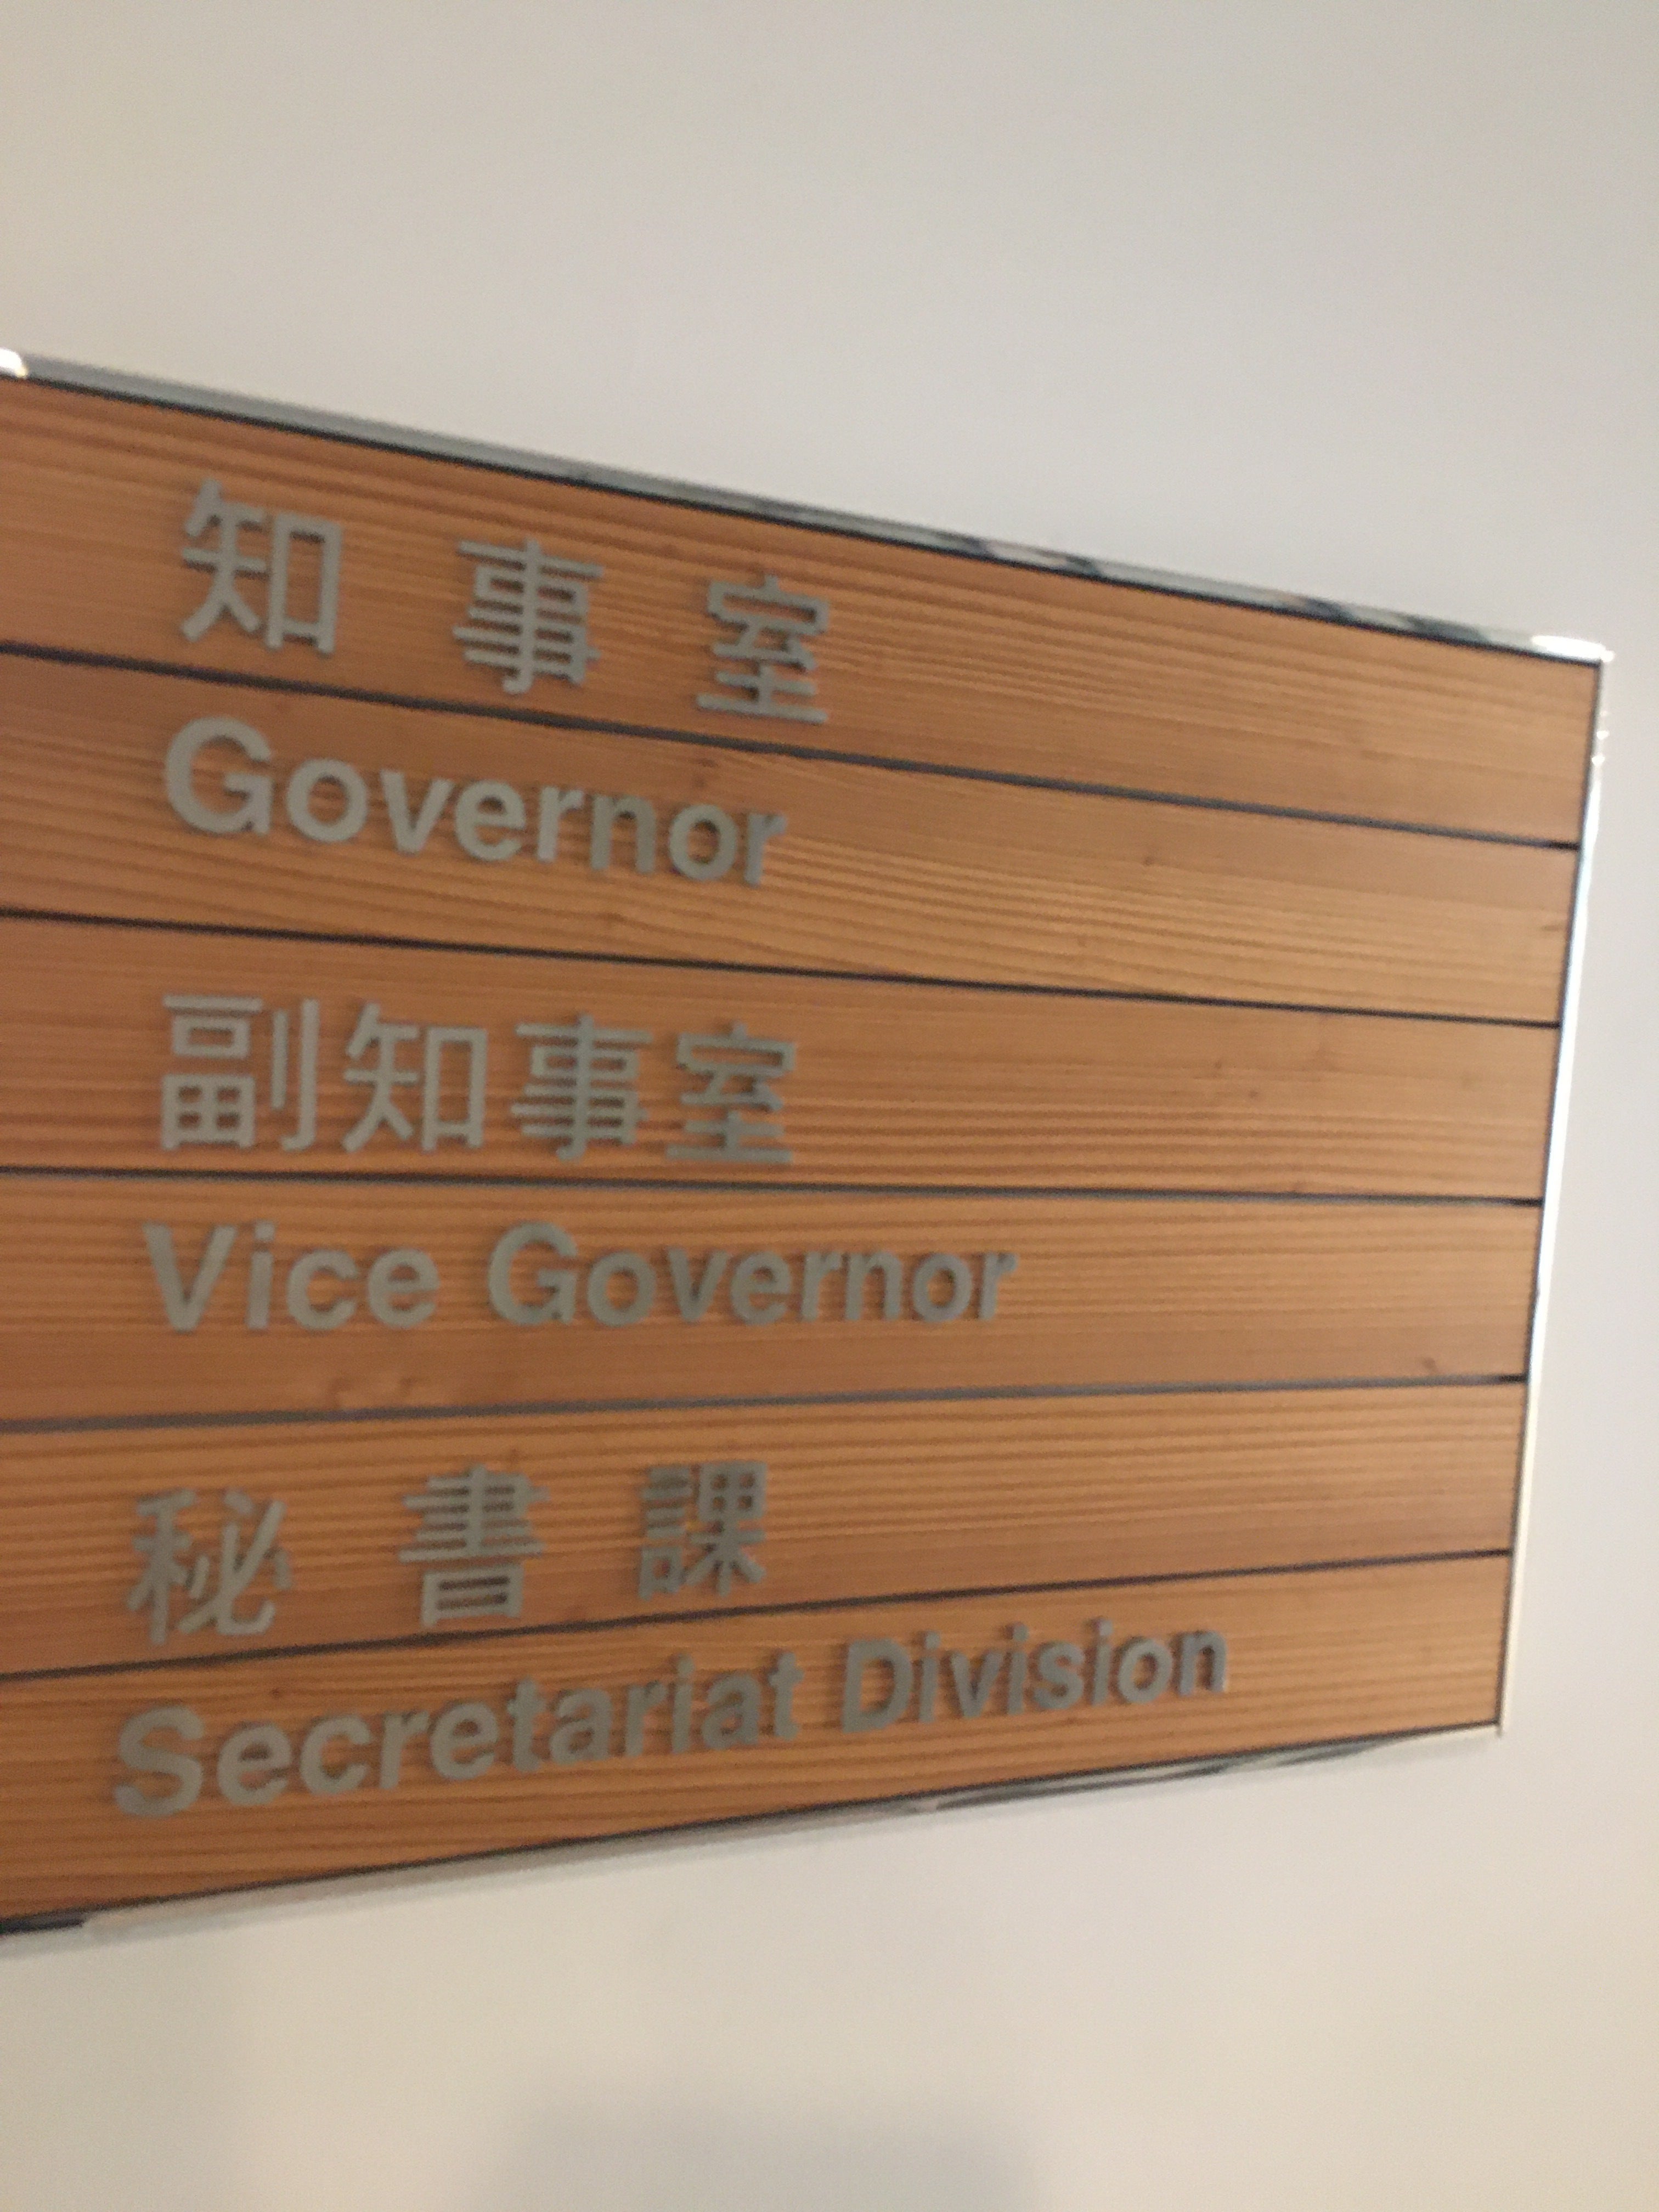 知事室
Governor
副知事室
Vice Governor
秘書課
Secretariat Division